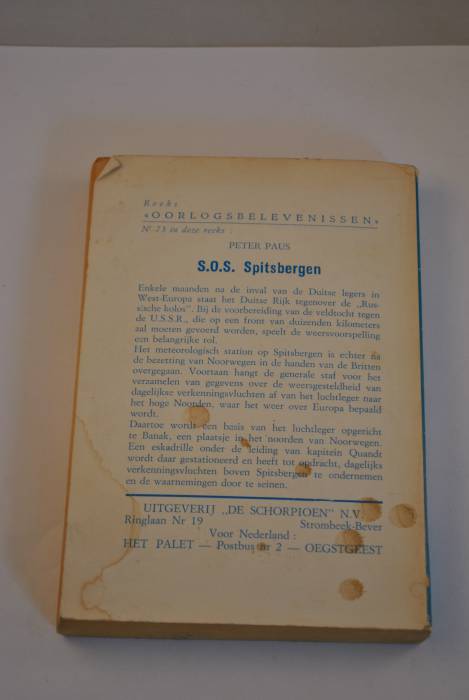 Reeks
«OORLOGSBELEVENISSEN»
Nr 23 in deze reeks :
PETER PAUS
S.O.S. Spitsbergen
Enkele maanden na de inval van de Duitse legers in
West-Europa staat het Duitse Rijk tegenover de „Rus-
sische kolos". Bij de voorbereiding van de veldtocht tegen
de U.S.S.R., die op een front van duizenden kilometers
zal moeten gevoerd worden, speelt de weersvoorspelling
een belangrijke rol.
Het meteorologisch station op Spitsbergen is echter na
de bezetting van Noorwegen in de handen van de Britten
overgegaan. Voortaan hangt de generale staf voor het
verzamelen van gegevens over de weersgesteldheid van
dagelijkse verkenningsvluchten af van het luchtleger naar
het hoge Noorden, waar het weer over Europa bepaald
wordt.
Daartoe wordt een basis van het luchtleger opgericht
te Banak, een plaatsje in het noorden van Noorwegen.
Een eskadrille onder de leiding van kapitein Quandt
wordt daar gestationeerd en heeft tot opdracht, dagelijks
verkenningsvluchten boven Spitsbergen te ondernemen
en de waarnemingen door te seinen.
UITGEVERIJ „DE SCHORPIOEN" N.V.
Ringlaan Nr 19 Strombeek-Bever
Voor Nederland :
HET PALET — Postbus nr 2 — OEGSTGEEST